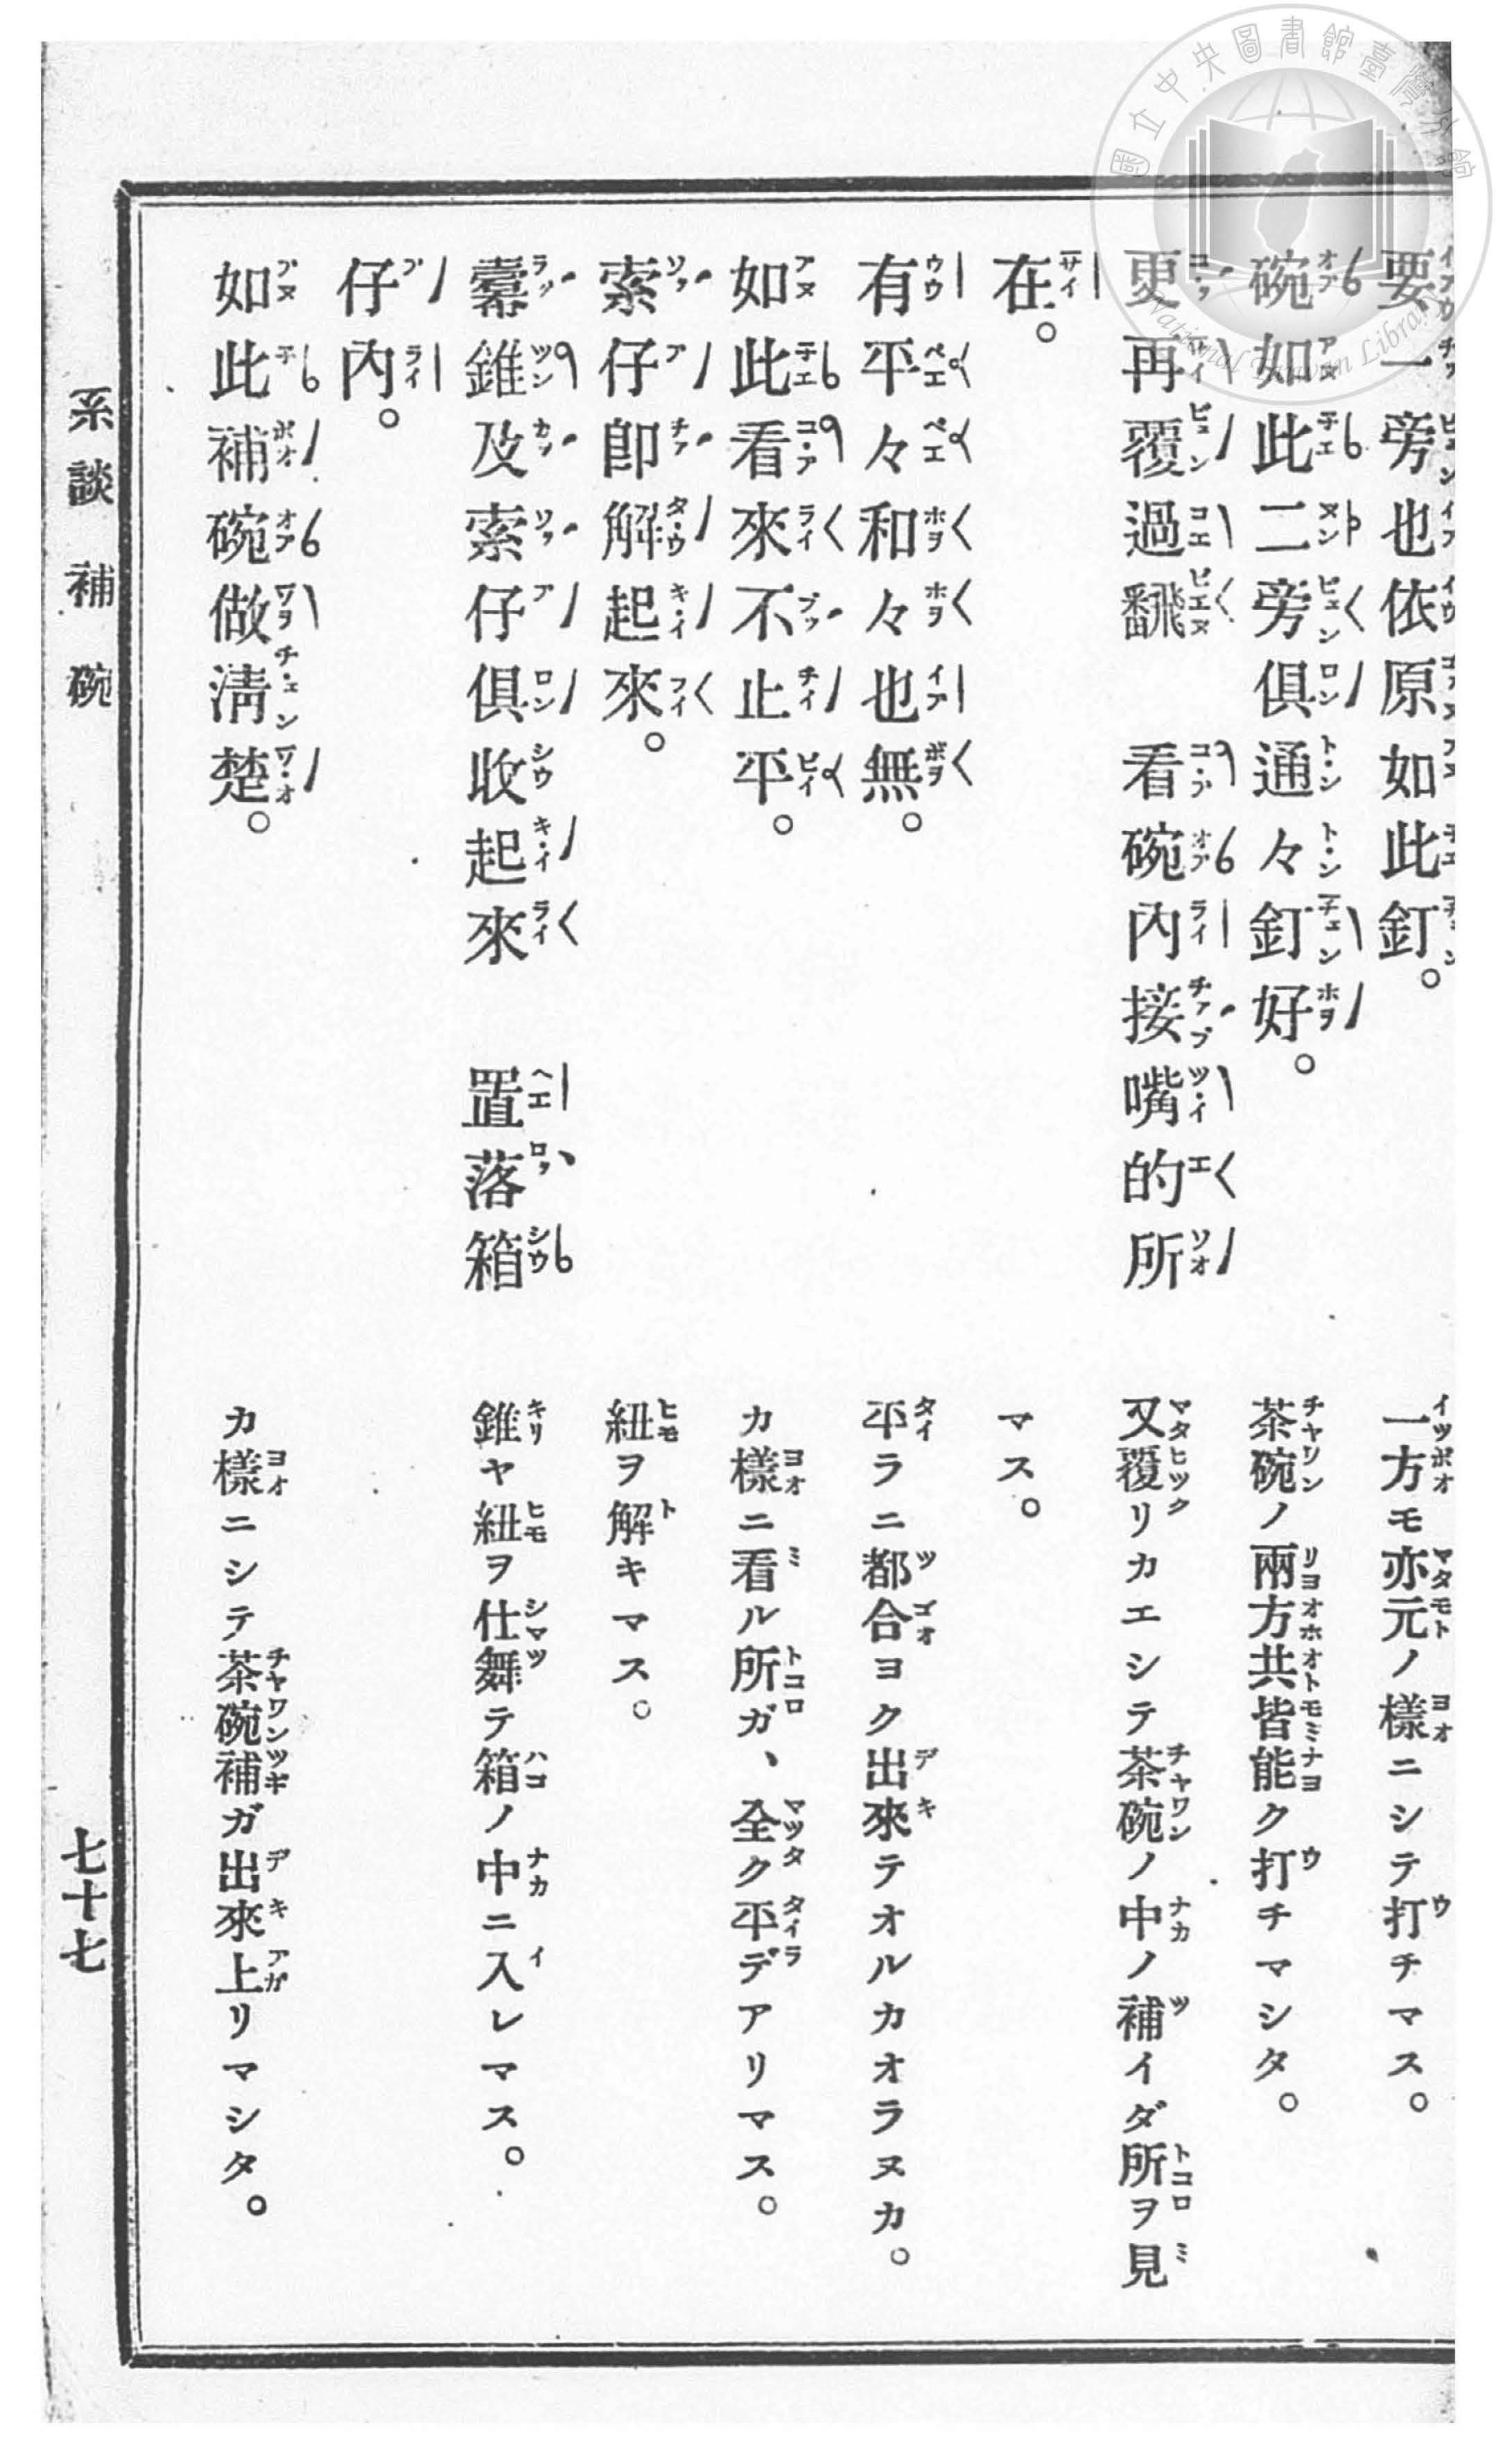 要一旁也依原如此釘。
一方モ亦元ノ樣ニシテ打チマス。
碗如此二旁俱通々釘好。
茶碗ノ兩方共皆能ク打チマシタ。
更再覆過飜 看碗內接嘴的所
在。
又覆リカエシテ茶碗ノ中ノ補イダ所ヲ見
マス。
有平々和々也無。
平ラニ都合ヨク出來テオルカオラヌカ。
如此看來不止平。
カ樣ニ看ル所ガ、全ク平デアリマス。
索仔卽解起來。
紐ヲ解キマス。
錐及索仔俱收起來 置落箱
仔內。
錐ヤ紐ヲ仕舞テ箱ノ中ニ入レマス。
如此補碗做淸楚。
カ樣ニシテ茶碗補ガ出來上リマシタ。
系談 補碗
七十七
國立中央圖書館臺灣分館
National Taiwan Library